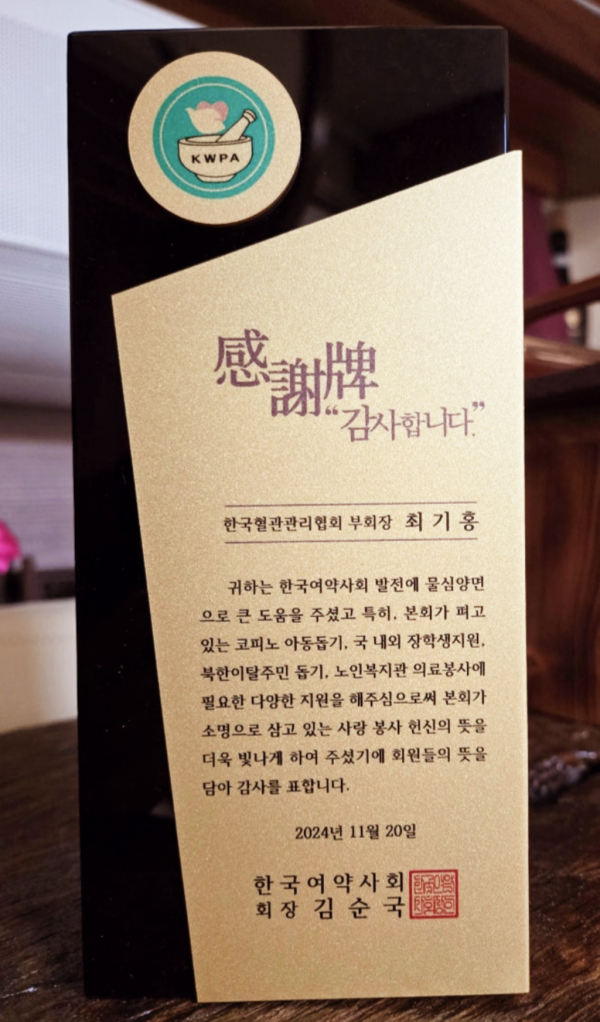 KWPA
感謝牌
“감사합니다.”
한국혈관관리협회 부회장 최기홍
귀하는 한국여약사회 발전에 물심양면
으로 큰 도움을 주셨고 특히, 본회가 펴고
있는 코피노 아동돕기, 국 내외 장학생지원,
북한이탈주민 돕기, 노인복지관 의료봉사에
필요한 다양한 지원을 해주심으로써 본회가
소명으로 삼고 있는 사랑 봉사 헌신의 뜻을
더욱 빛나게 하여 주셨기에 회원들의 뜻을
담아 감사를 표합니다.
2024년 11월 20일
한국여약사회
회장 김순국